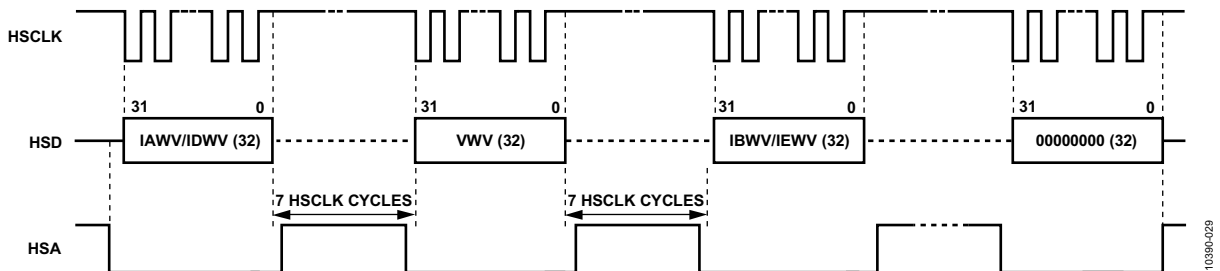 HSCLK
31 0 31 0 31 0 31 0
HSD IAWV/IDWV (32) VWV (32) IBWV/IEWV (32) 00000000 (32)
7 HSCLK CYCLES 7 HSCLK CYCLES
HSA
10390-029